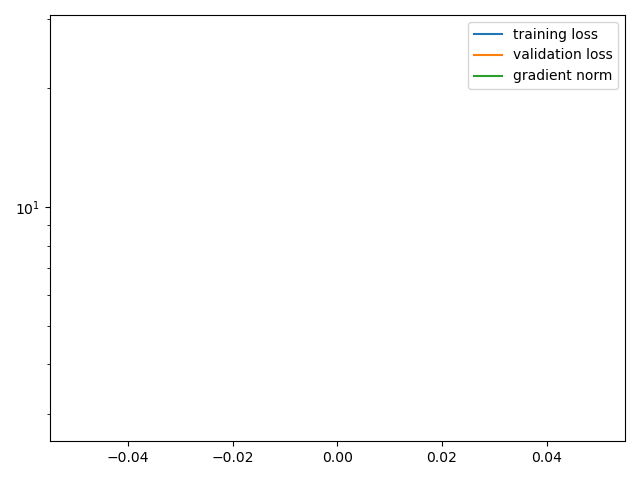 training loss
validation loss
gradient norm
10¹
−0.04 −0.02 0.00 0.02 0.04